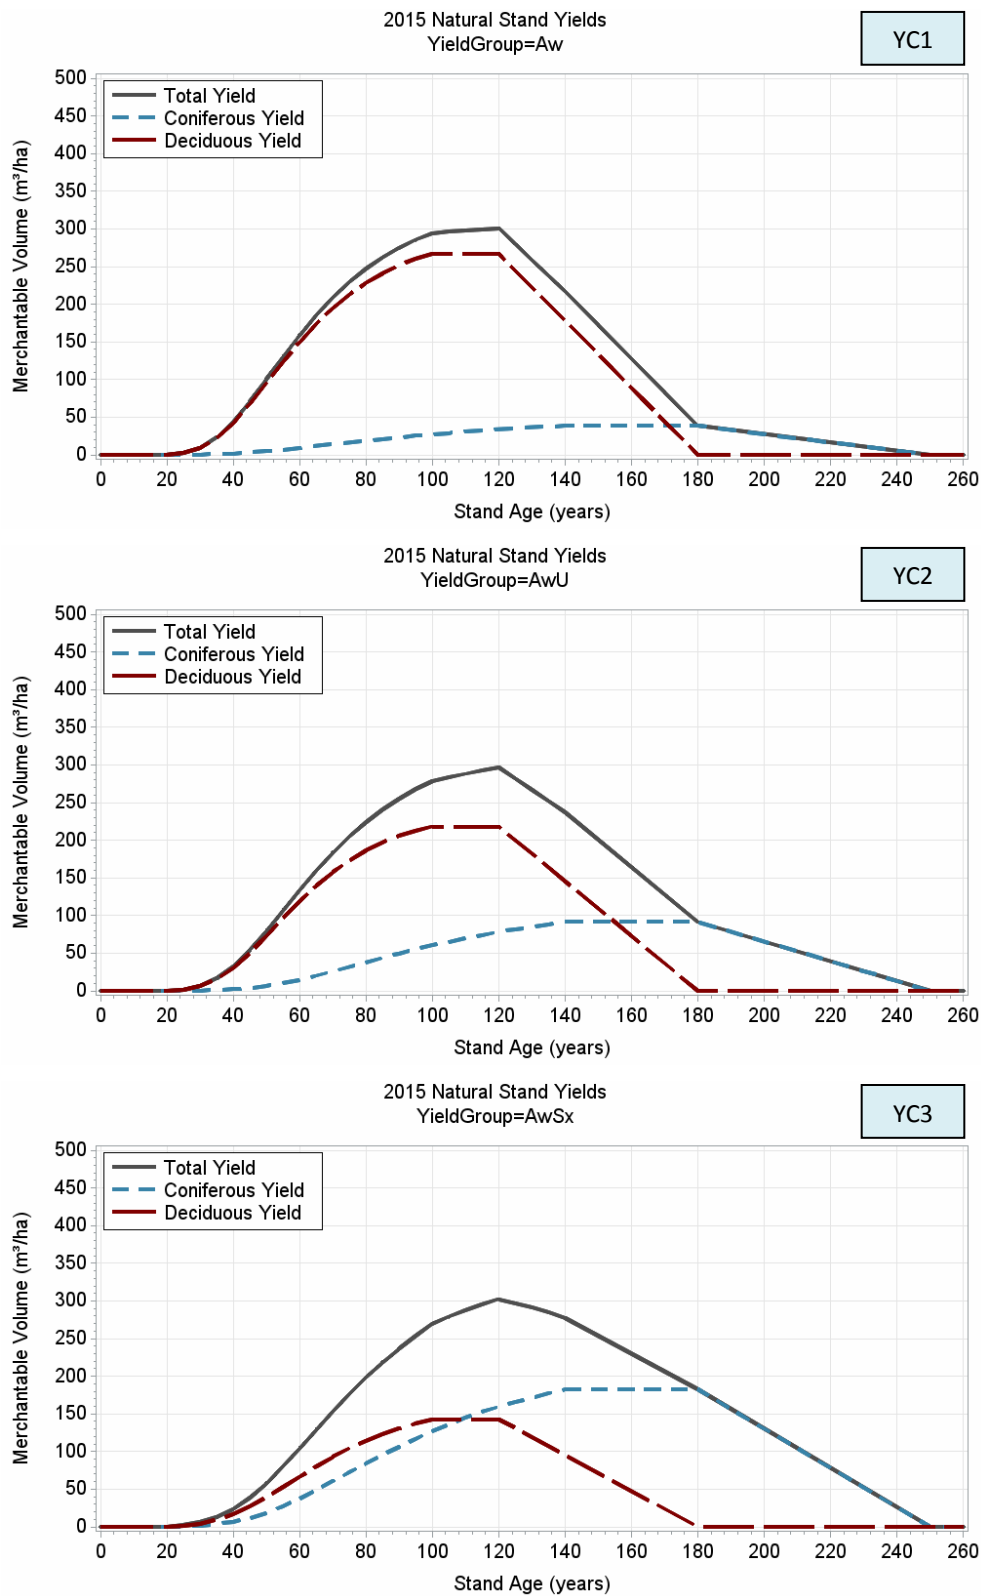 2015 Natural Stand Yields
YieldGroup=Aw
YC1
500
450
400
350
300
250
200
150
100
50
0
Merchantable Volume (m³/ha)
Total Yield
Coniferous Yield
Deciduous Yield
0 20 40 60 80 100 120 140 160 180 200 220 240 260
Stand Age (years)
2015 Natural Stand Yields
YieldGroup=AwU
YC2
500
450
400
350
300
250
200
150
100
50
0
Merchantable Volume (m³/ha)
Total Yield
Coniferous Yield
Deciduous Yield
0 20 40 60 80 100 120 140 160 180 200 220 240 260
Stand Age (years)
2015 Natural Stand Yields
YieldGroup=AwSx
YC3
500
450
400
350
300
250
200
150
100
50
0
Merchantable Volume (m³/ha)
Total Yield
Coniferous Yield
Deciduous Yield
0 20 40 60 80 100 120 140 160 180 200 220 240 260
Stand Age (years)